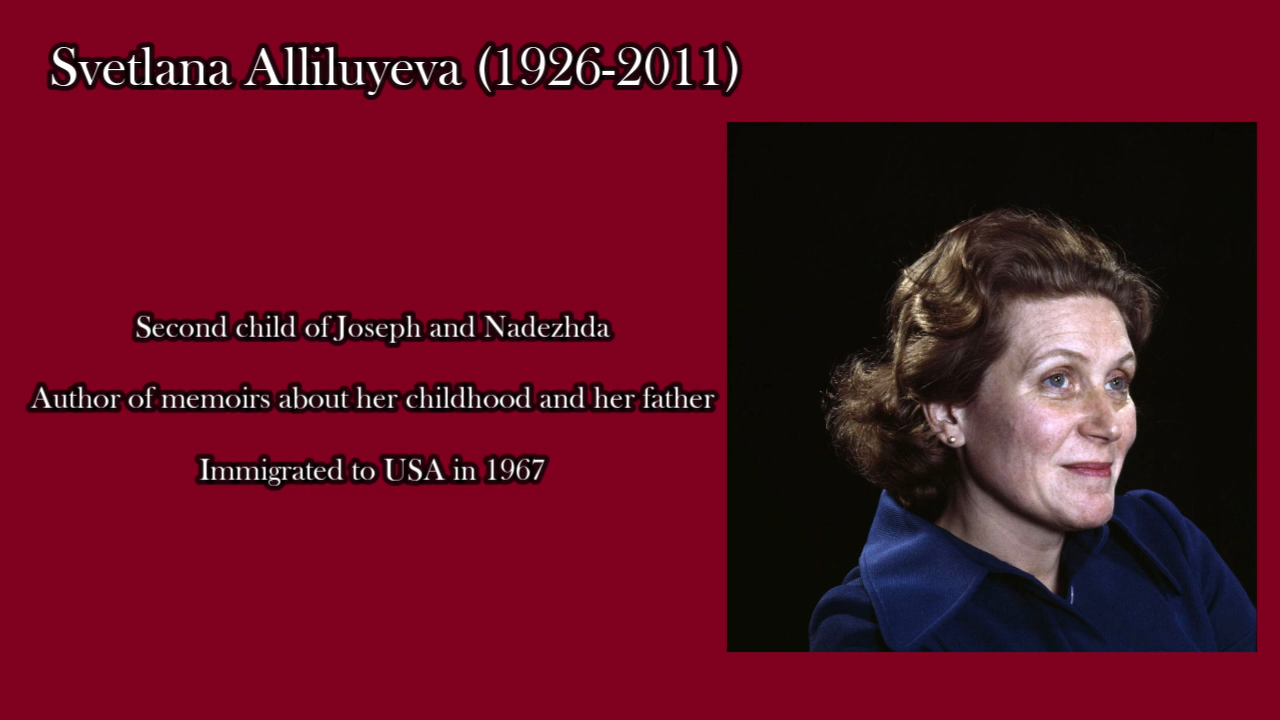 Svetlana Alliluyeva (1926-2011)
Second child of Joseph and Nadezhda
Author of memoirs about her childhood and her father
Immigrated to USA in 1967